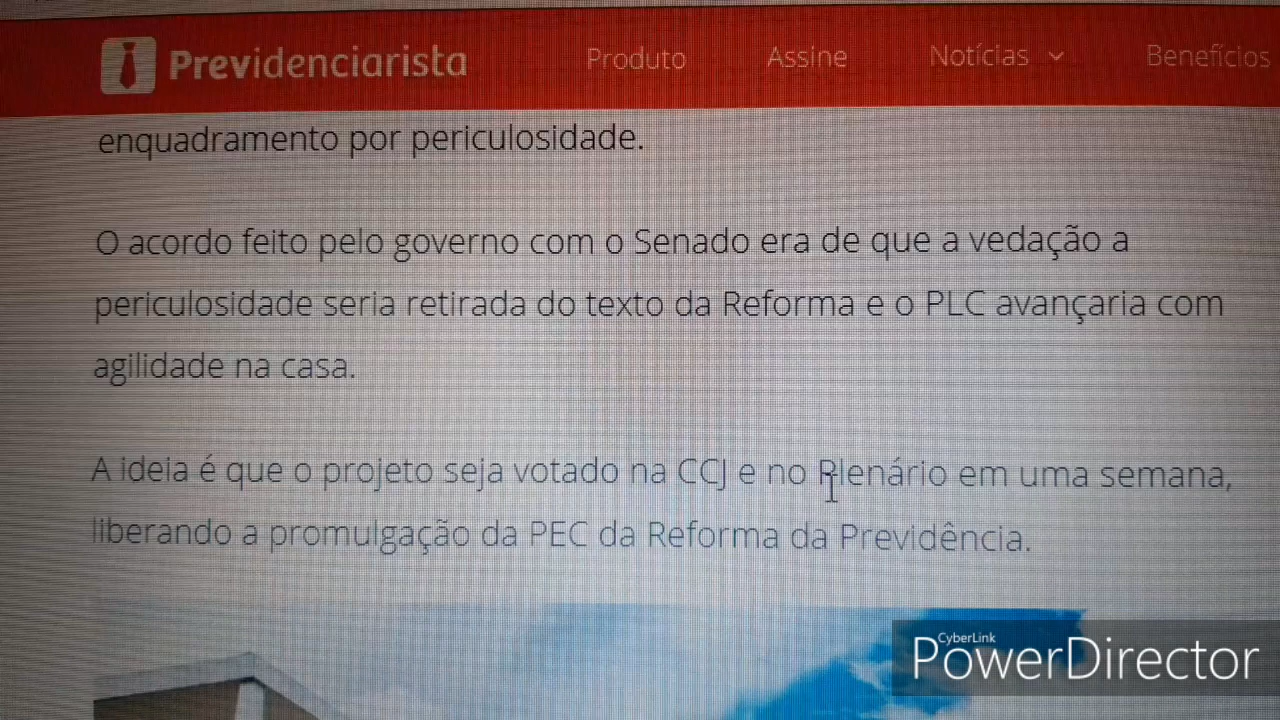 Previdenciarista Produto Assine Notícias Benefícios
enquadramento por periculosidade.
O acordo feito pelo governo com o Senado era de que a vedação a
periculosidade seria retirada do texto da Reforma e o PLC avançaria com
agilidade na casa.
A ideia é que o projeto seja votado na CCJ e no Plenário em uma semana,
liberando a promulgação da PEC da Reforma da Previdência.
CyberLink
PowerDirector